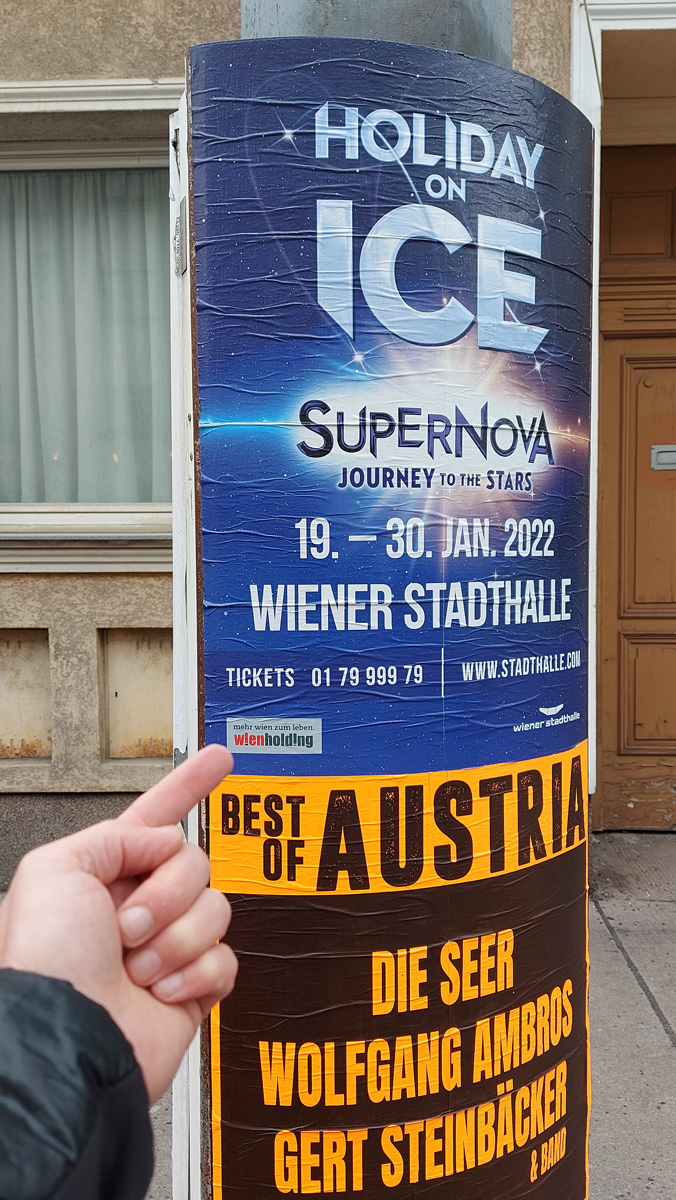 HOLIDAY
ON
ICE
SUPERNOVA
JOURNEY TO THE STARS
19. – 30. JAN. 2022
WIENER STADTHALLE
TICKETS 01 79 999 79
WWW.STADTHALLE.COM
mehr wien zum leben.
wienholding
wiener stadthalle
BEST
OF
AUSTRIA
DIE SEER
WOLFGANG AMBROS
GERT STEINBÄCKER
& BAND